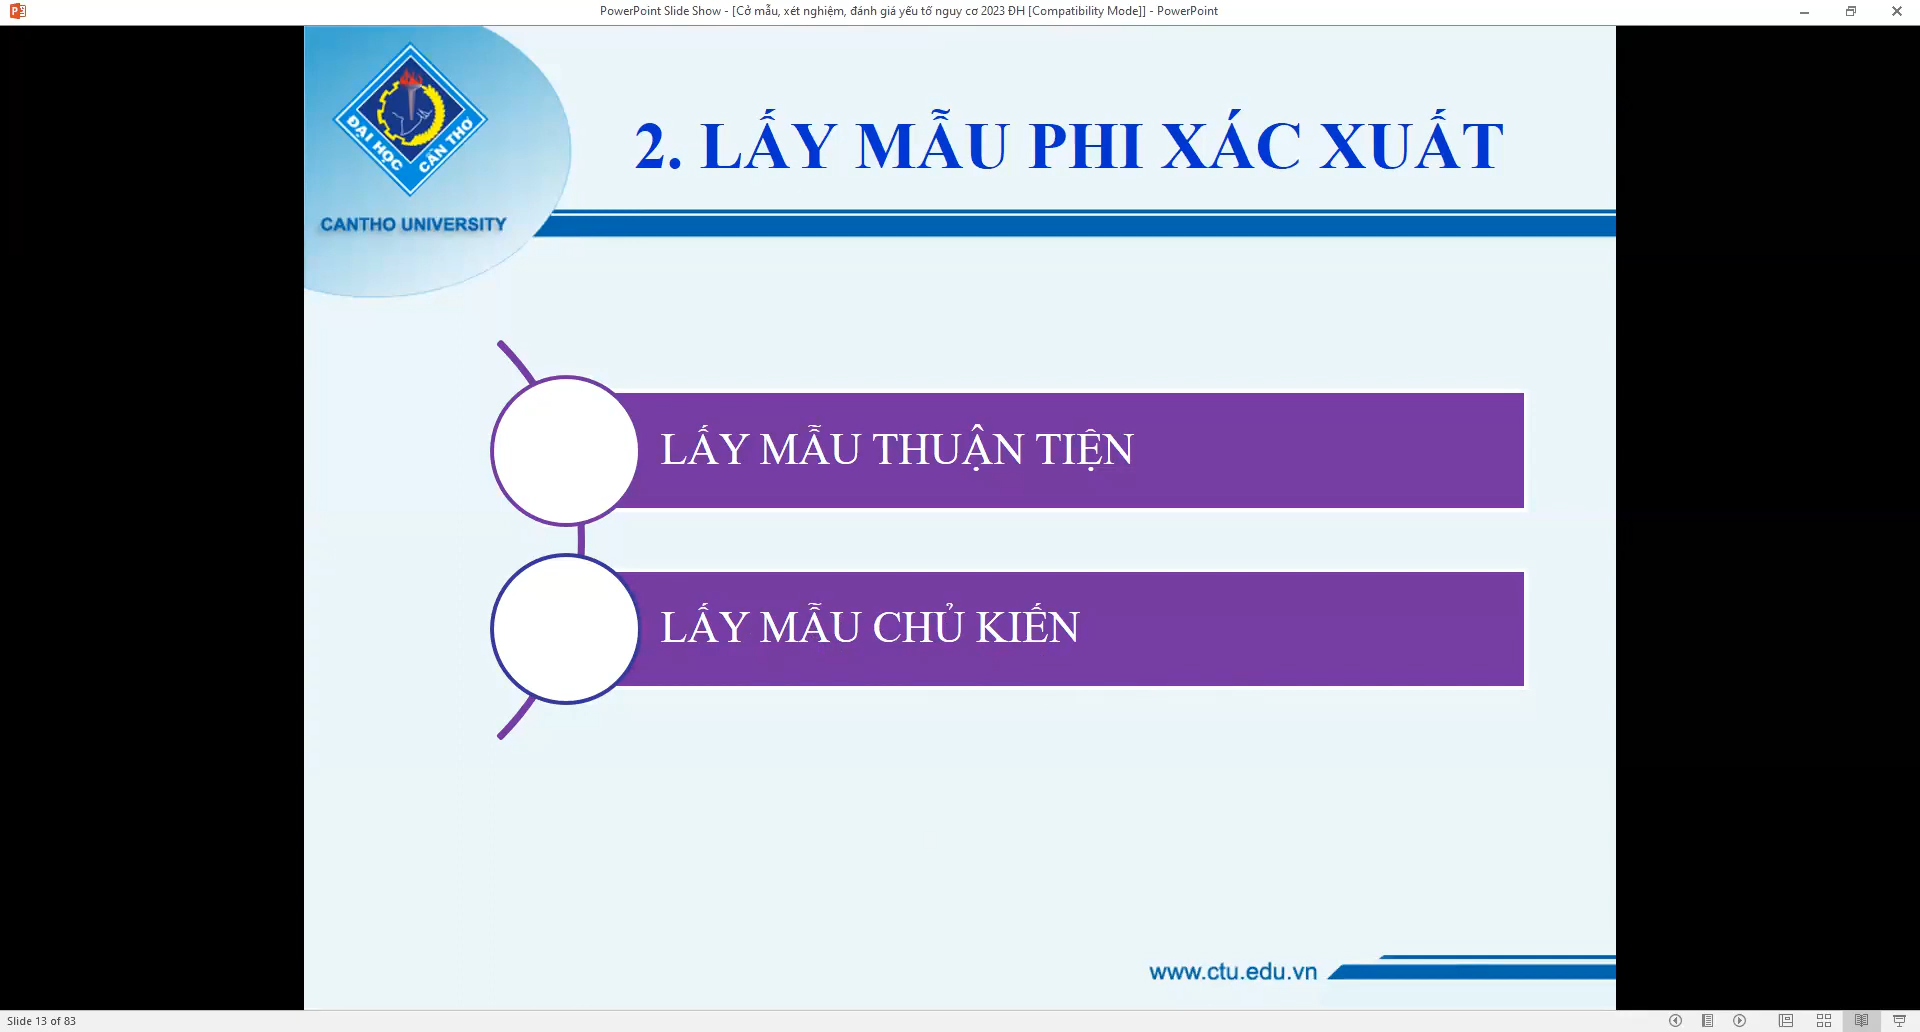 PowerPoint Slide Show - [Cở mẫu, xét nghiệm, đánh giá yếu tố nguy cơ 2023 ĐH [Compatibility Mode]] - PowerPoint
ĐẠI HỌC CẦN THƠ
CANTHO UNIVERSITY
2. LẤY MẪU PHI XÁC XUẤT
LẤY MẪU THUẬN TIỆN
LẤY MẪU CHỦ KIẾN
www.ctu.edu.vn
Slide 13 of 83